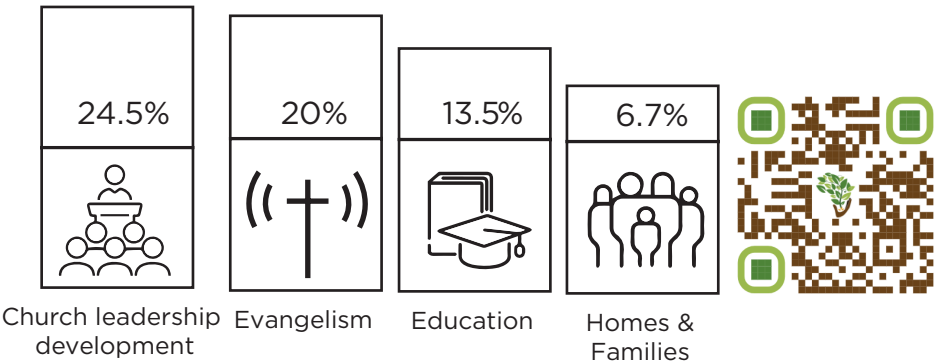 24.5%
20%
13.5%
6.7%
Church leadership
development
Evangelism
Education
Homes &
Families